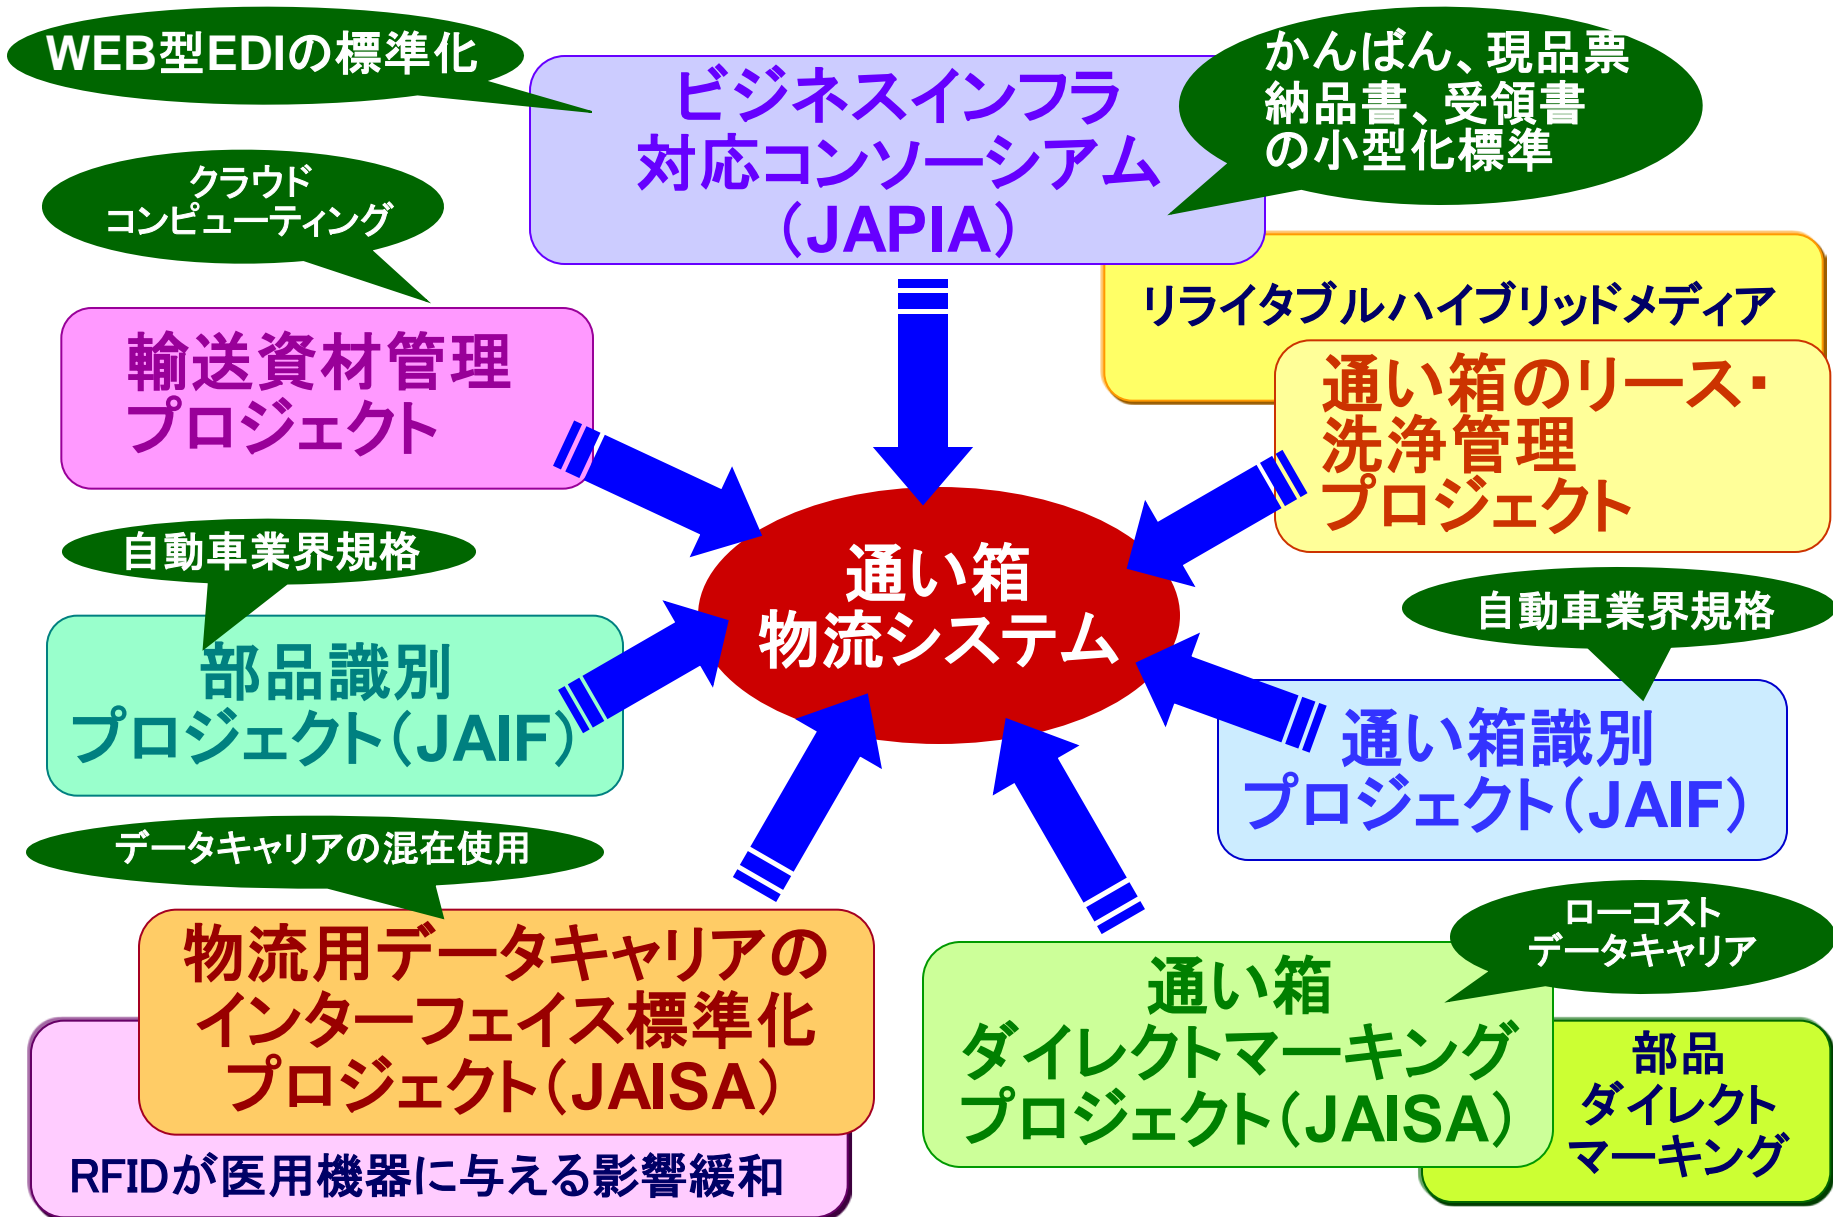 WEB型EDIの標準化
ビジネスインフラ
対応コンソーシアム
（JAPIA）
かんばん、現品票
納品書、受領書
の小型化標準
クラウド
コンピューティング
輸送資材管理
プロジェクト
リライタブルハイブリッドメディア
通い箱のリース・
洗浄管理
プロジェクト
自動車業界規格
部品識別
プロジェクト（JAIF）
通い箱
物流システム
自動車業界規格
通い箱識別
プロジェクト（JAIF）
データキャリアの混在使用
物流用データキャリアの
インターフェイス標準化
プロジェクト（JAISA）
RFIDが医用機器に与える影響緩和
ローコスト
データキャリア
通い箱
ダイレクトマーキング
プロジェクト（JAISA）
部品
ダイレクト
マーキング